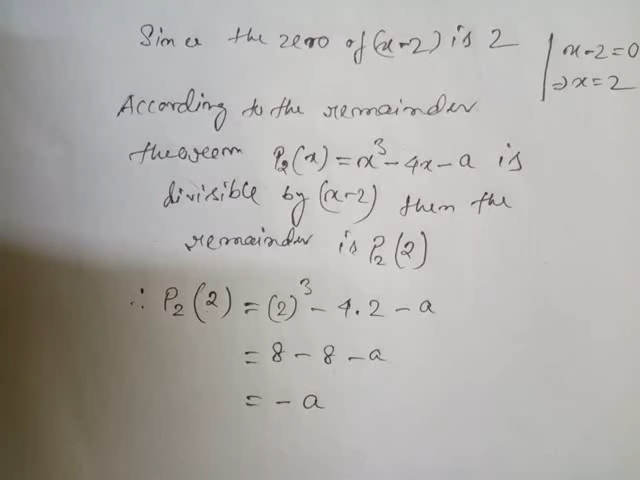 Since the zero of (x-2) is 2
x-2=0
⇒x=2
According to the remainder
theorem P₂(x)=x³-4x-a is
divisible by (x-2) then the
remainder is P₂(2)
∴ P₂(2) = (2)³ - 4.2 - a
= 8 - 8 - a
= - a